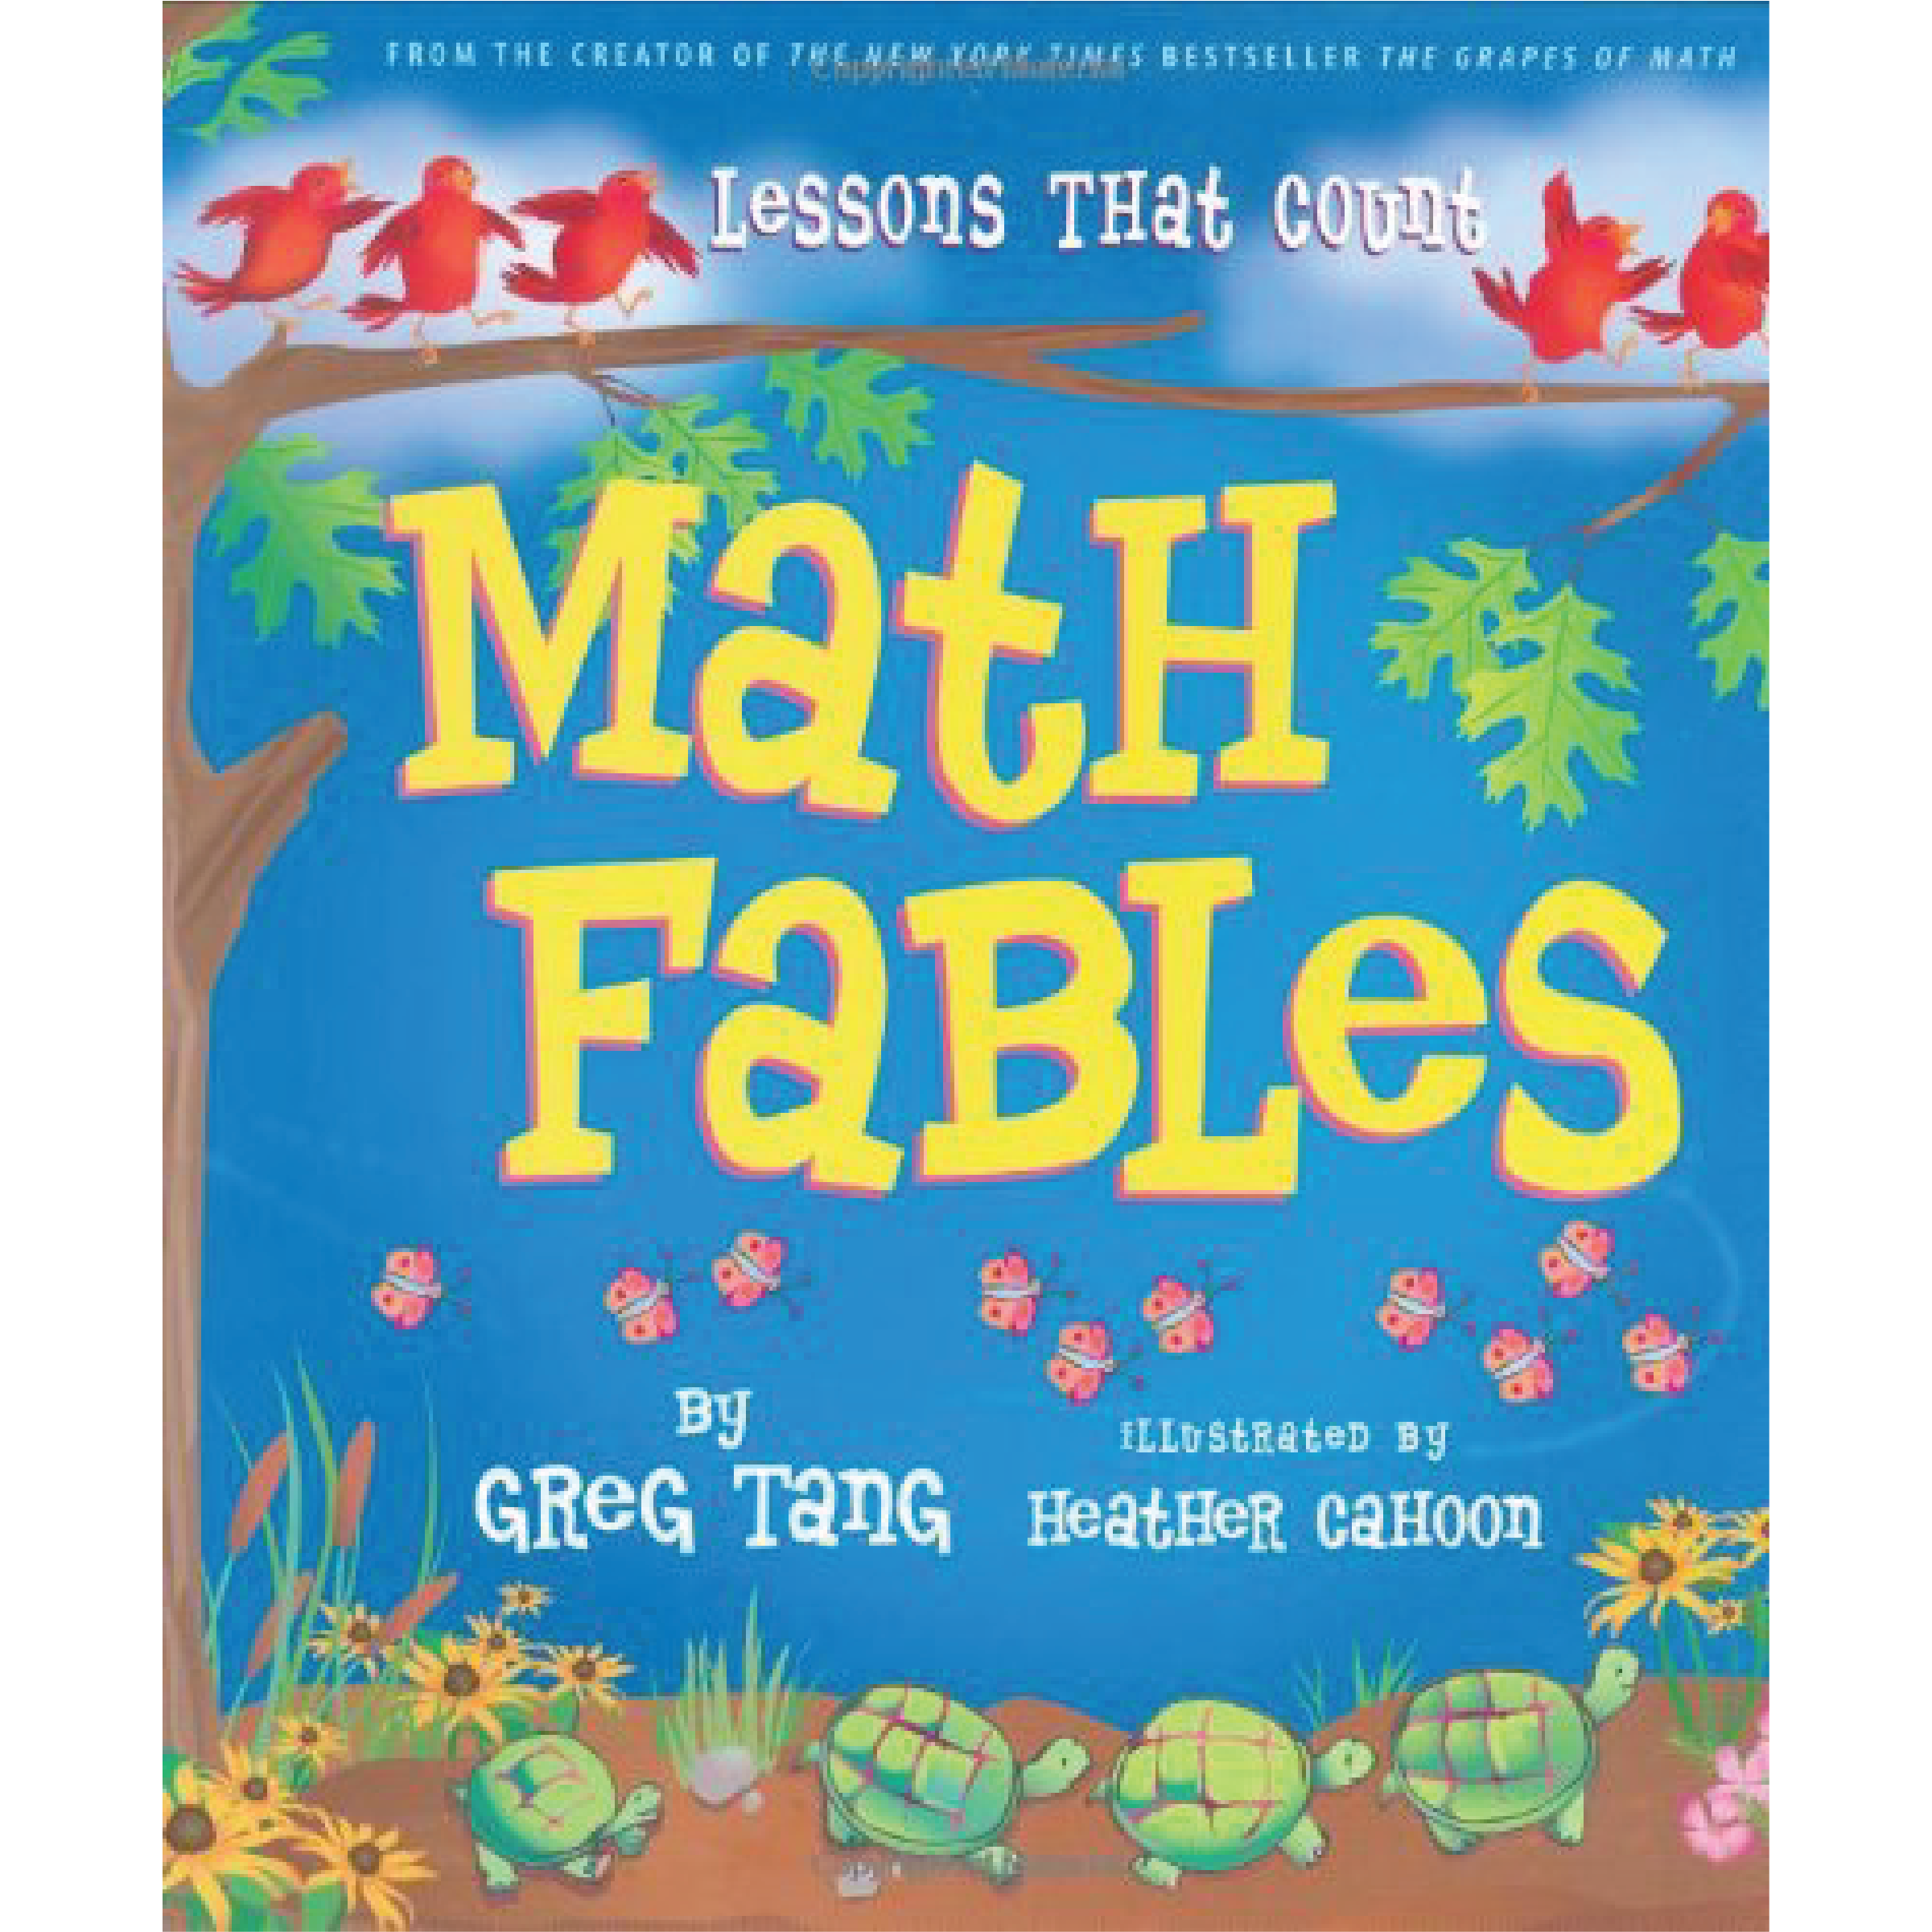 FROM THE CREATOR OF THE NEW YORK TIMES BESTSELLER THE GRAPES OF MATH
Lessons That Count
Math
Fables
By
Greg Tang
Illustrated by
Heather Cahoon